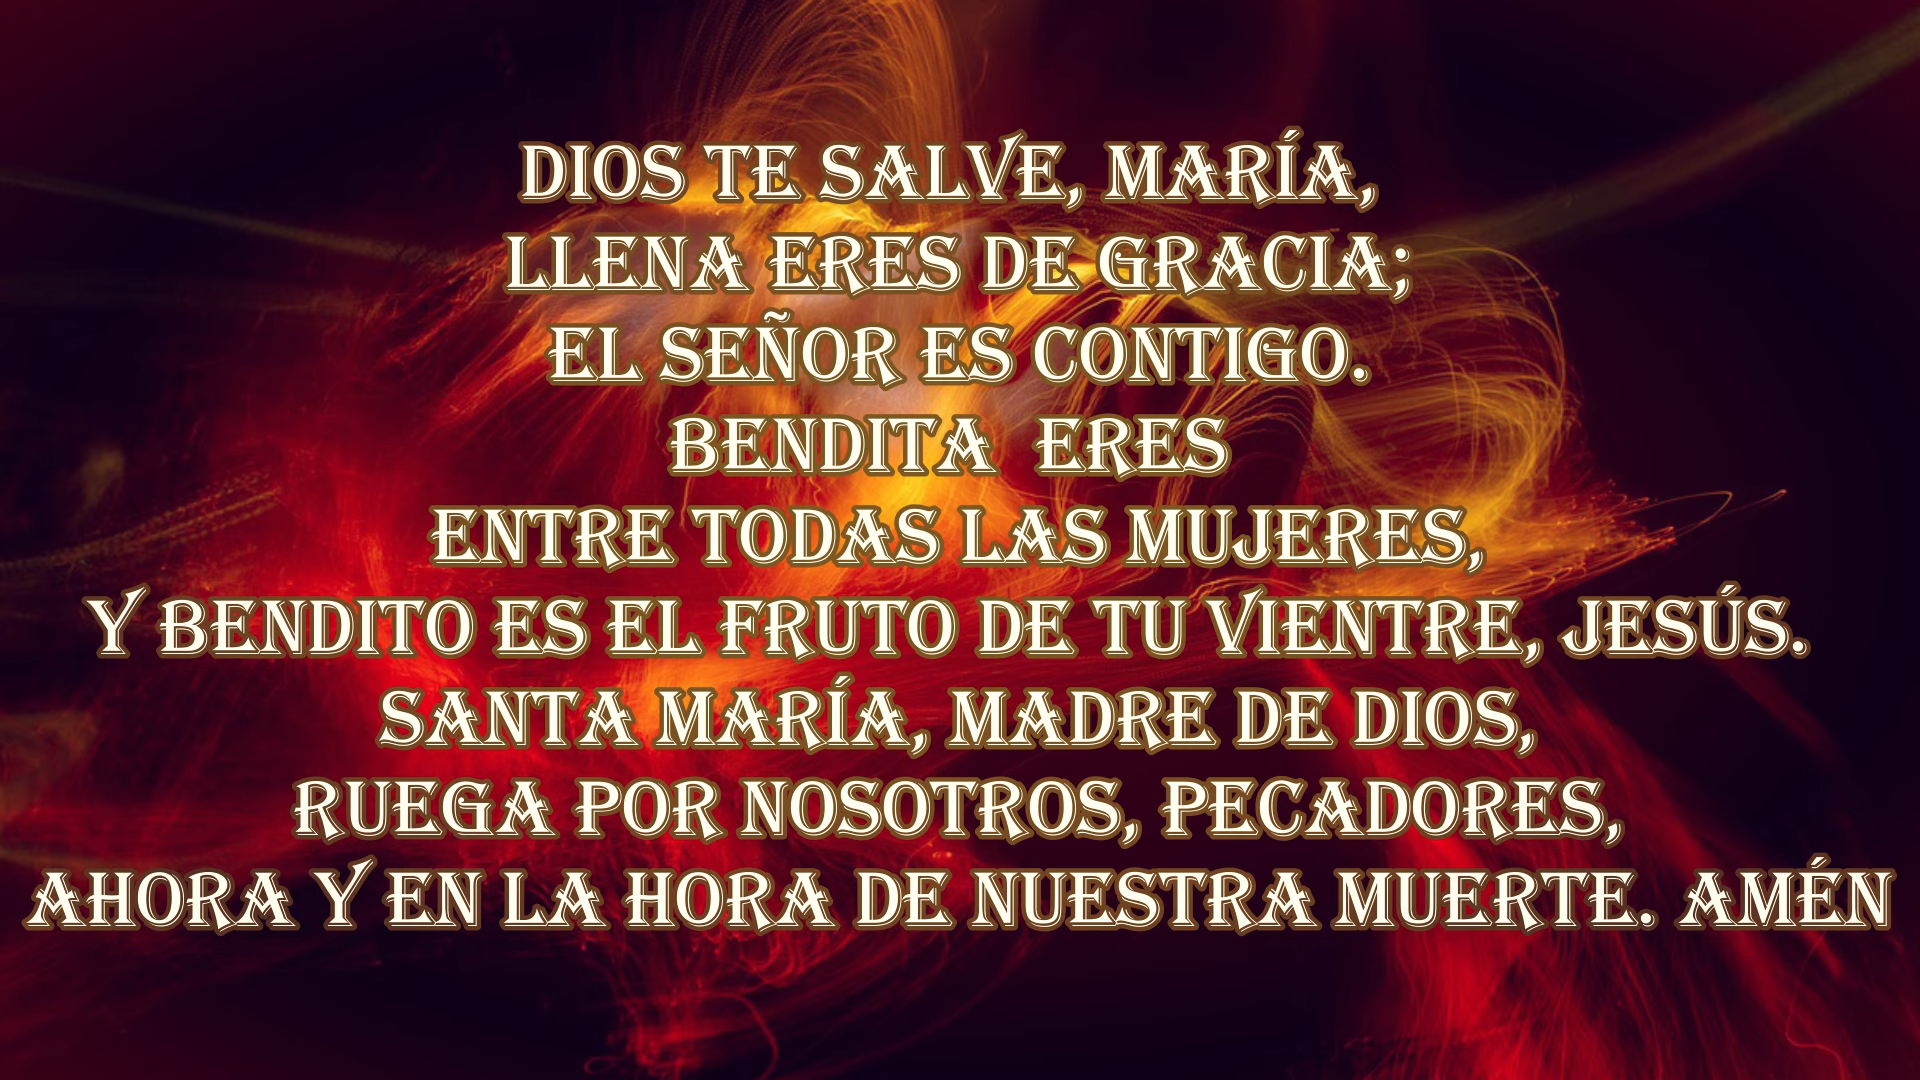 DIOS TE SALVE, MARÍA,
LLENA ERES DE GRACIA;
EL SEÑOR ES CONTIGO.
BENDITA ERES
ENTRE TODAS LAS MUJERES,
Y BENDITO ES EL FRUTO DE TU VIENTRE, JESÚS.
SANTA MARÍA, MADRE DE DIOS,
RUEGA POR NOSOTROS, PECADORES,
AHORA Y EN LA HORA DE NUESTRA MUERTE. AMÉN